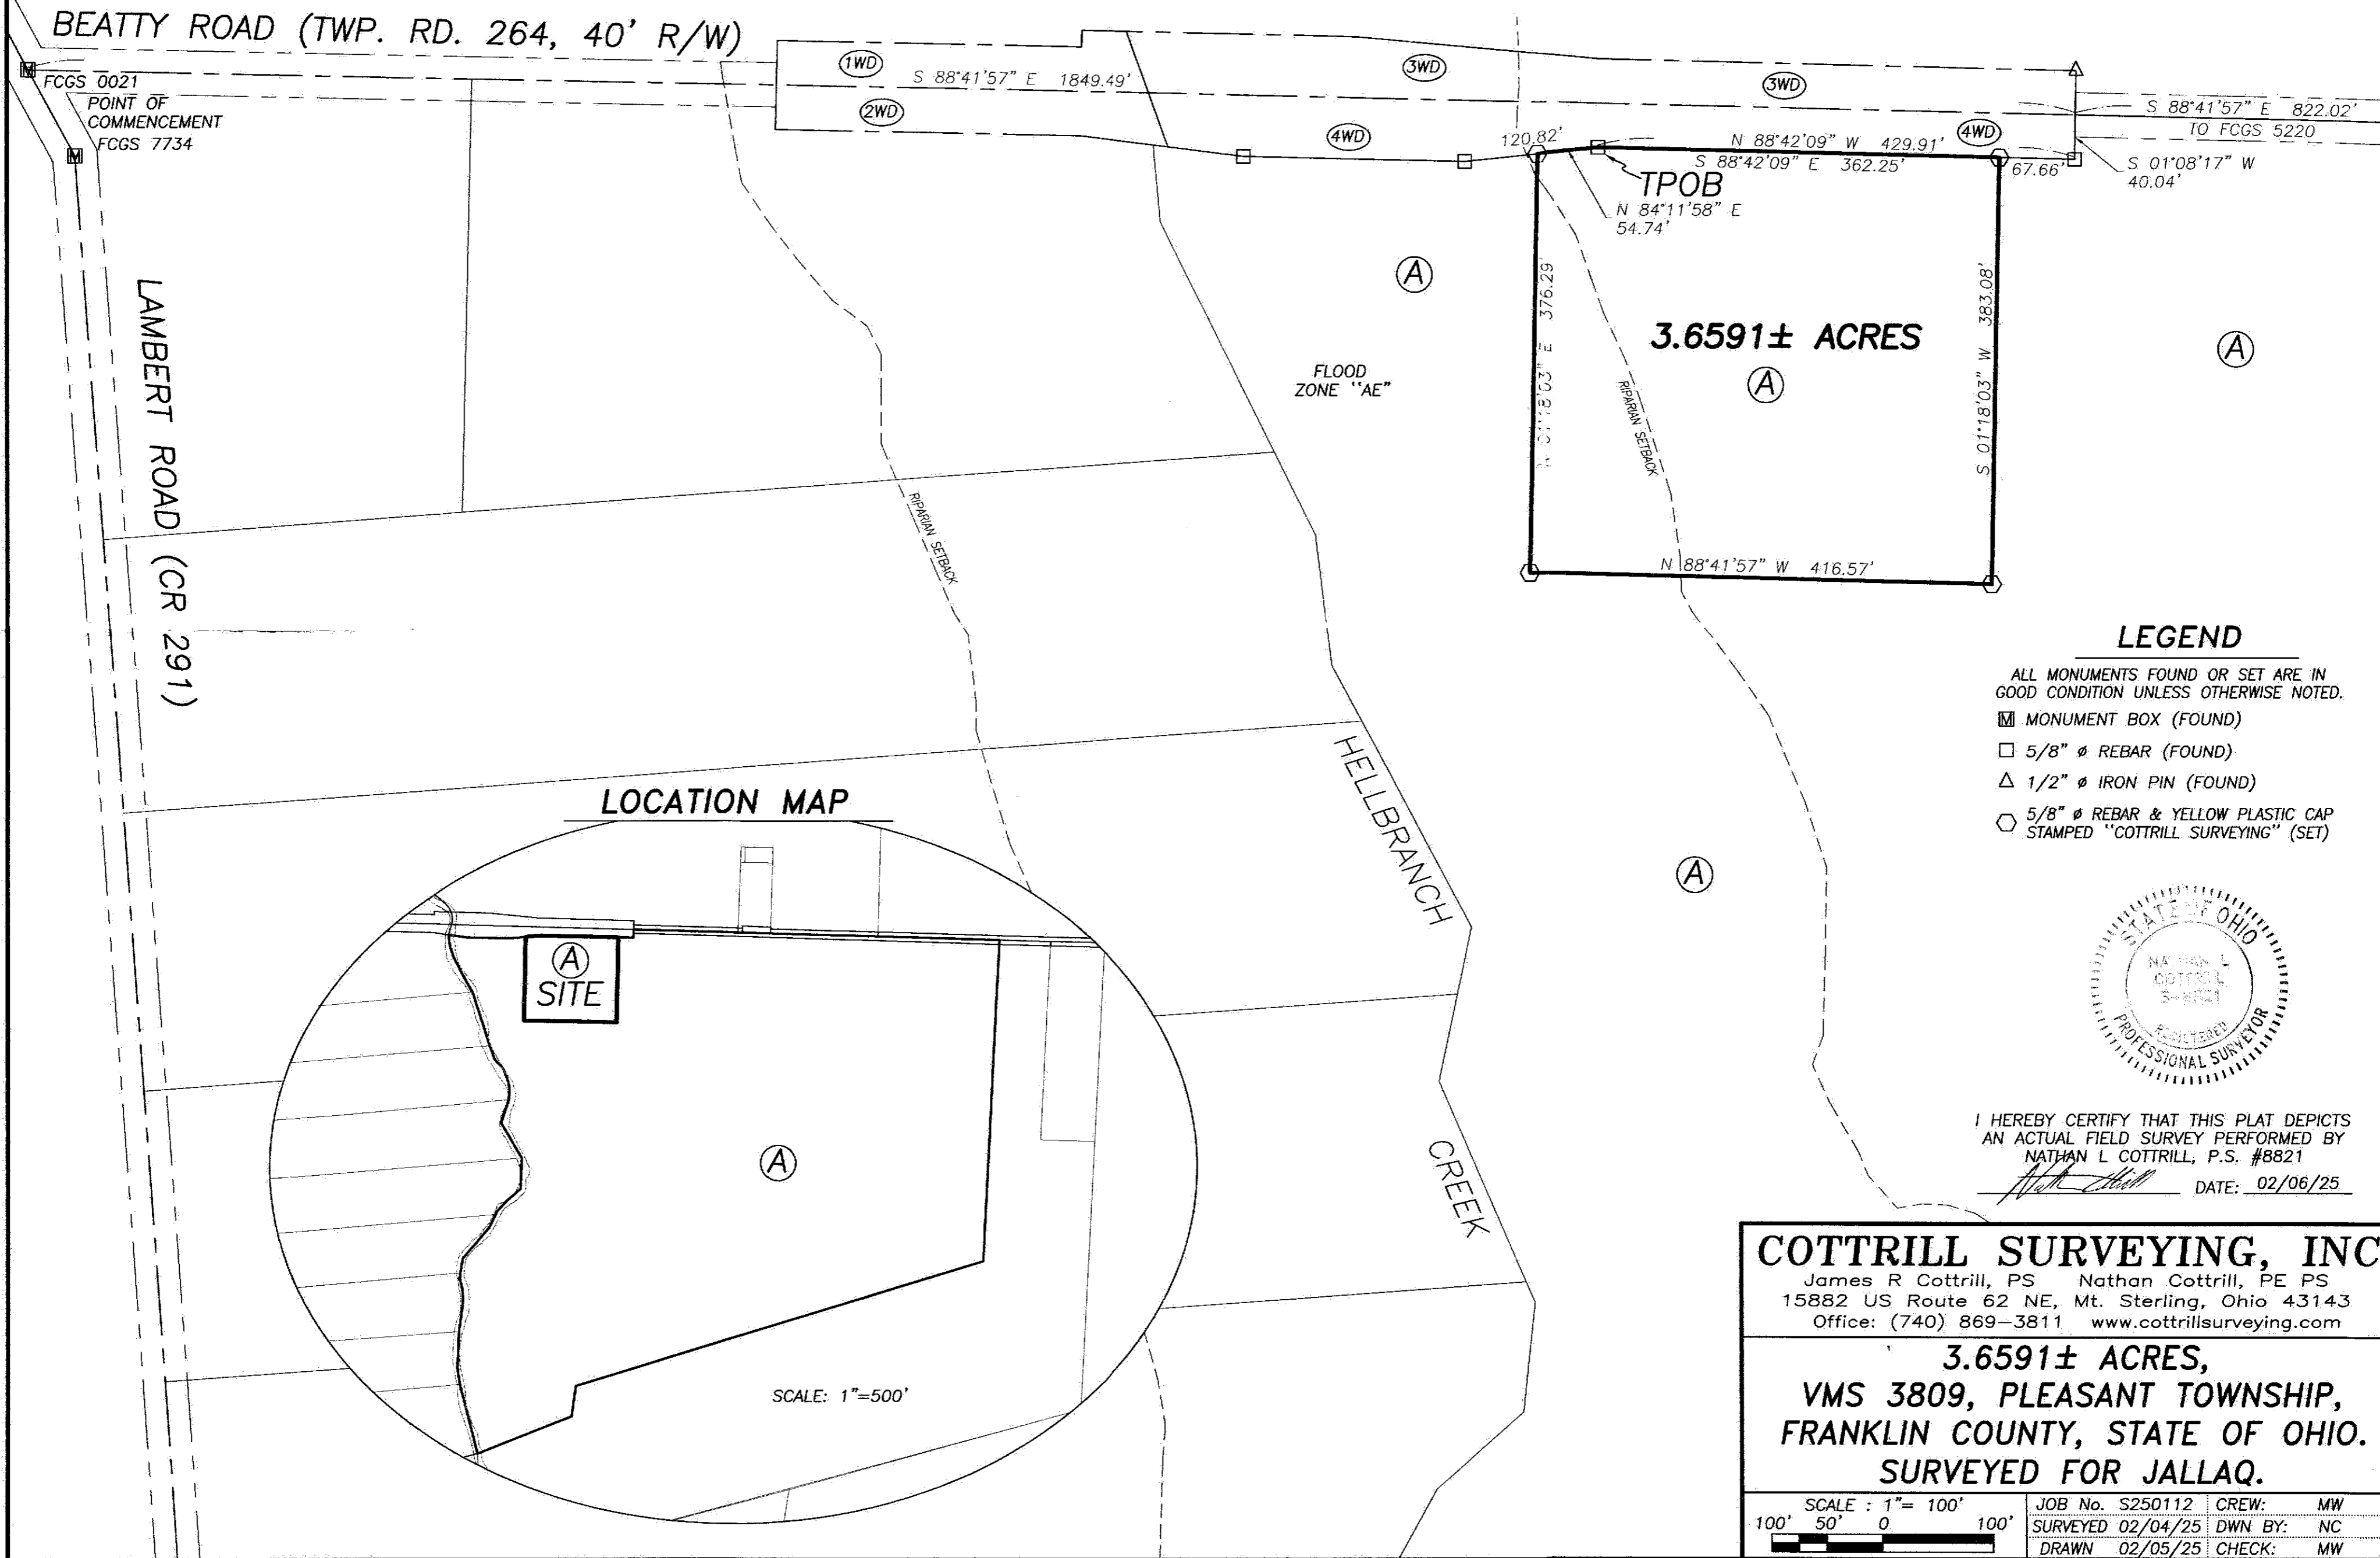 BEATTY ROAD (TWP. RD. 264, 40' R/W)
FCGS 0021
POINT OF
COMMENCEMENT
FCGS 7734
1WD
S 88°41'57" E 1849.49'
2WD
3WD
3WD
4WD
4WD
120.82'
N 88°42'09" W 429.91'
S 88°42'09" E 362.25'
67.66'
S 88°41'57" E 822.02'
TO FCGS 5220
S 01°08'17" W
40.04'
TPOB
N 84°11'58" E
54.74'
A
N 01°18'03" E 376.29'
3.6591± ACRES
A
S 01°18'03" W 383.08'
A
FLOOD
ZONE "AE"
RIPARIAN SETBACK
N 88°41'57" W 416.57'
LAMBERT ROAD (CR 291)
RIPARIAN SETBACK
HELLBRANCH
CREEK
A
LEGEND
ALL MONUMENTS FOUND OR SET ARE IN
GOOD CONDITION UNLESS OTHERWISE NOTED.
M MONUMENT BOX (FOUND)
5/8" ø REBAR (FOUND)
1/2" ø IRON PIN (FOUND)
5/8" ø REBAR & YELLOW PLASTIC CAP
STAMPED "COTTRILL SURVEYING" (SET)
LOCATION MAP
A
SITE
A
SCALE: 1"=500'
STATE OF OHIO
NATHAN L
COTTRILL
REGISTERED
PROFESSIONAL SURVEYOR
I HEREBY CERTIFY THAT THIS PLAT DEPICTS
AN ACTUAL FIELD SURVEY PERFORMED BY
NATHAN L COTTRILL, P.S. #8821
DATE: 02/06/25
COTTRILL SURVEYING, INC
James R Cottrill, PS Nathan Cottrill, PE PS
15882 US Route 62 NE, Mt. Sterling, Ohio 43143
Office: (740) 869-3811 www.cottrillsurveying.com
3.6591± ACRES,
VMS 3809, PLEASANT TOWNSHIP,
FRANKLIN COUNTY, STATE OF OHIO.
SURVEYED FOR JALLAQ.
SCALE : 1"= 100'
100' 50' 0 100'
JOB No. S250112 CREW: MW
SURVEYED 02/04/25 DWN BY: NC
DRAWN 02/05/25 CHECK: MW